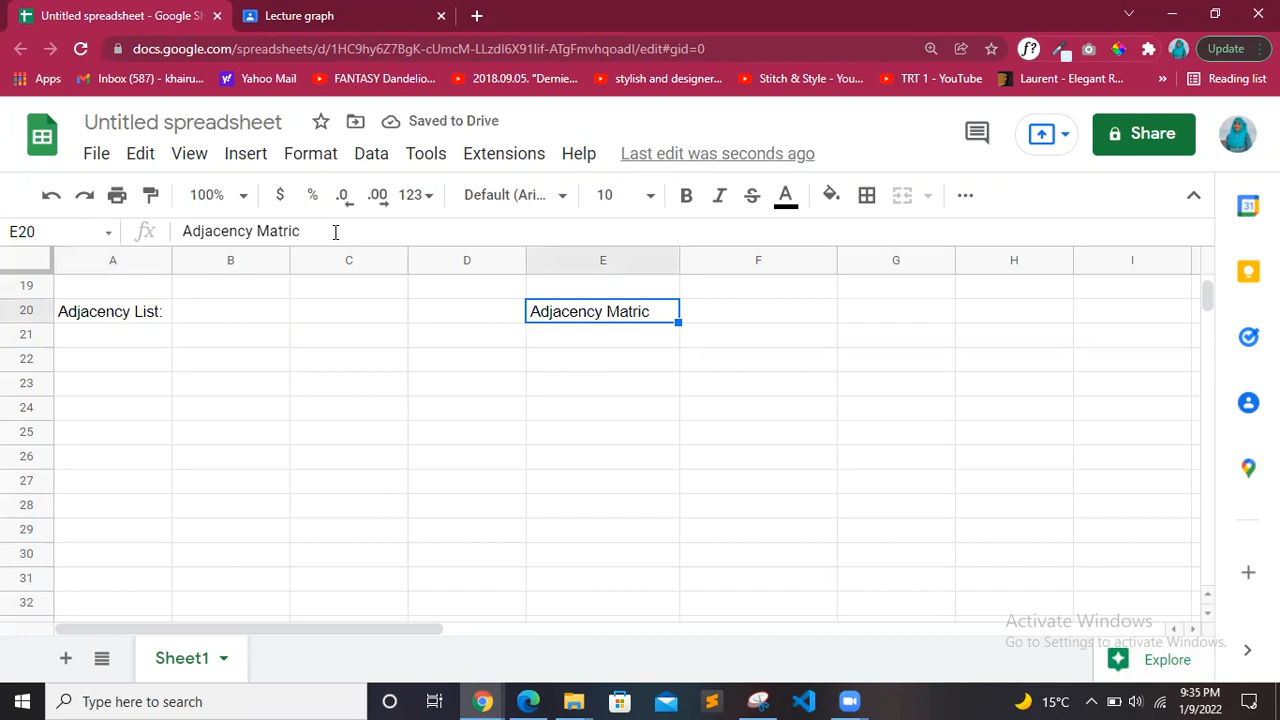 Untitled spreadsheet - Google Sh
Lecture graph
docs.google.com/spreadsheets/d/1HC9hy6Z7BgK-cUmcM-LLzdl6X91lif-ATgFmvhqoadI/edit#gid=0
Update
Apps
Inbox (587) - khairu...
Yahoo Mail
FANTASY Dandelio...
2018.09.05. "Dernie...
stylish and designer...
Stitch & Style - You...
TRT 1 - YouTube
Laurent - Elegant R...
»
Reading list
Untitled spreadsheet
Saved to Drive
Share
File Edit View Insert Format Data Tools Extensions Help Last edit was seconds ago
100% $ % .0 .00 123 Default (Ari... 10 B I S A
E20 fx Adjacency Matric
A B C D E F G H I
19
20 Adjacency List: Adjacency Matric
21
22
23
24
25
26
27
28
29
30
31
32
Activate Windows
Go to Settings to activate Windows.
Sheet1
Explore
Type here to search
15°C
9:35 PM
1/9/2022